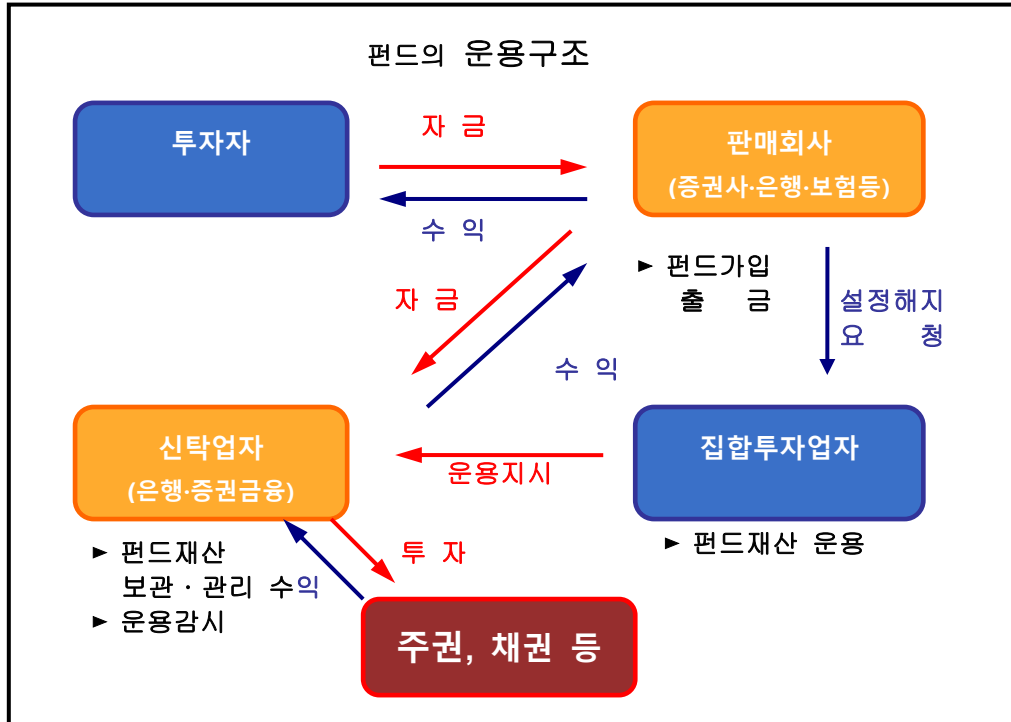 펀드의 운용구조
투자자
자 금
판매회사
(증권사·은행·보험등)
수 익
► 펀드가입
출 금
설정해지
요 청
자 금
수 익
신탁업자
(은행·증권금융)
운용지시
집합투자업자
► 펀드재산 운용
► 펀드재산
보관·관리 수익
► 운용감시
투 자
주권, 채권 등